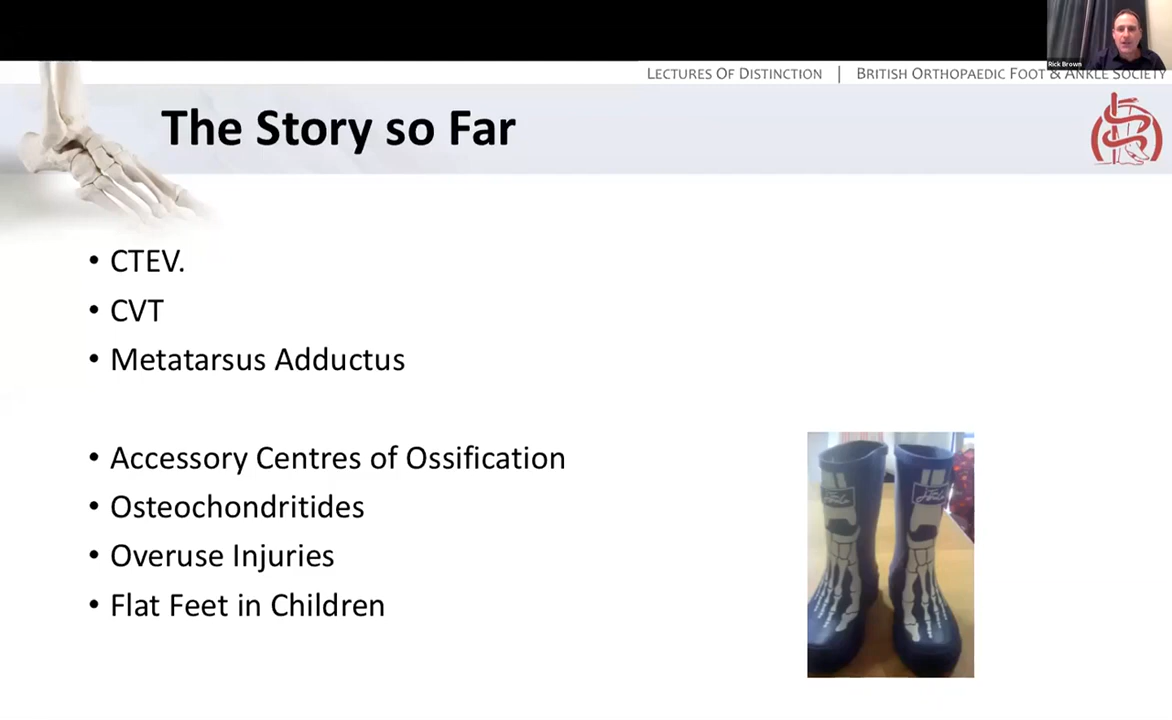 Rick Brown
LECTURES OF DISTINCTION | BRITISH ORTHOPAEDIC FOOT & ANKLE SOCIETY
The Story so Far
• CTEV.
• CVT
• Metatarsus Adductus
• Accessory Centres of Ossification
• Osteochondritides
• Overuse Injuries
• Flat Feet in Children